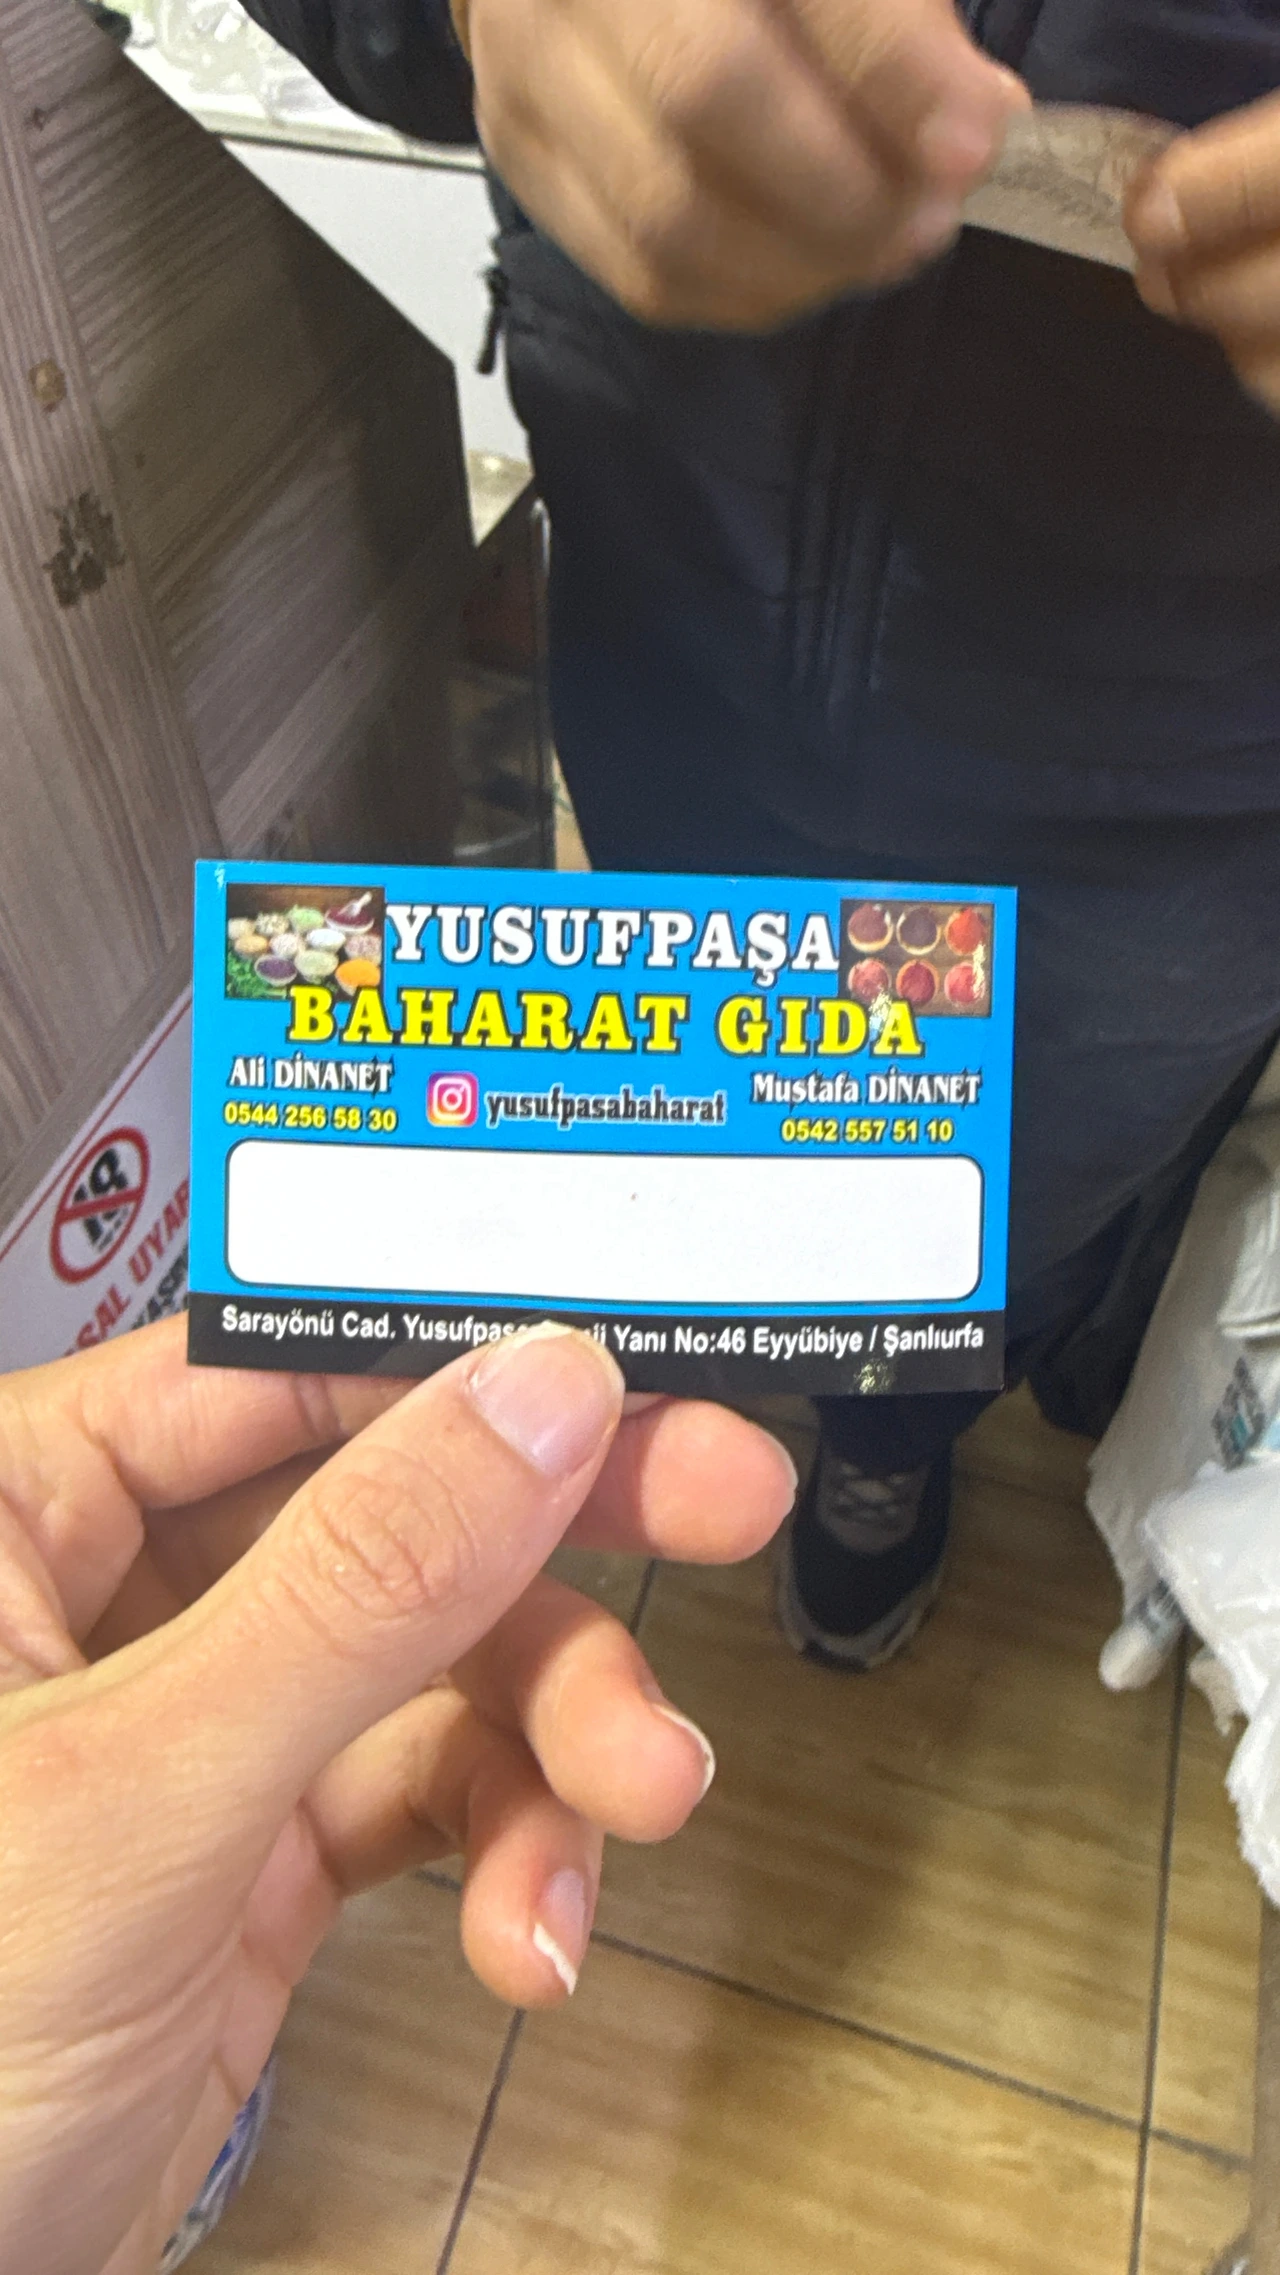 YUSUFPAŞA
BAHARAT GIDA
Ali DİNANET
0544 256 58 30
yusufpasabaharat
Mustafa DİNANET
0542 557 51 10
Sarayönü Cad. Yanı No:46 Eyyübiye / Şanlıurfa
18